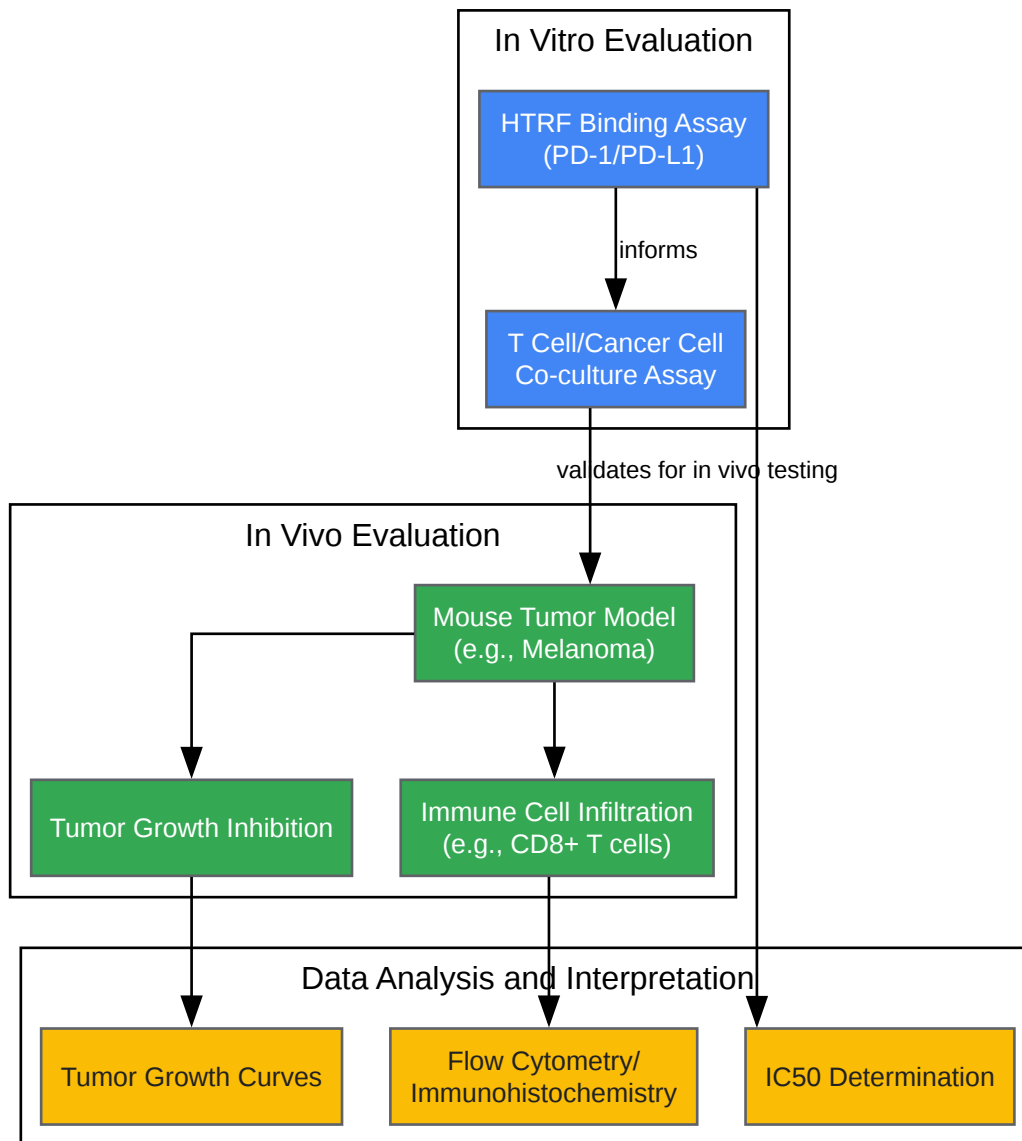 In Vitro Evaluation
HTRF Binding Assay
(PD-1/PD-L1)
informs
T Cell/Cancer Cell
Co-culture Assay
validates for in vivo testing
In Vivo Evaluation
Mouse Tumor Model
(e.g., Melanoma)
Tumor Growth Inhibition
Immune Cell Infiltration
(e.g., CD8+ T cells)
Data Analysis and Interpretation
Tumor Growth Curves
Flow Cytometry/
Immunohistochemistry
IC50 Determination